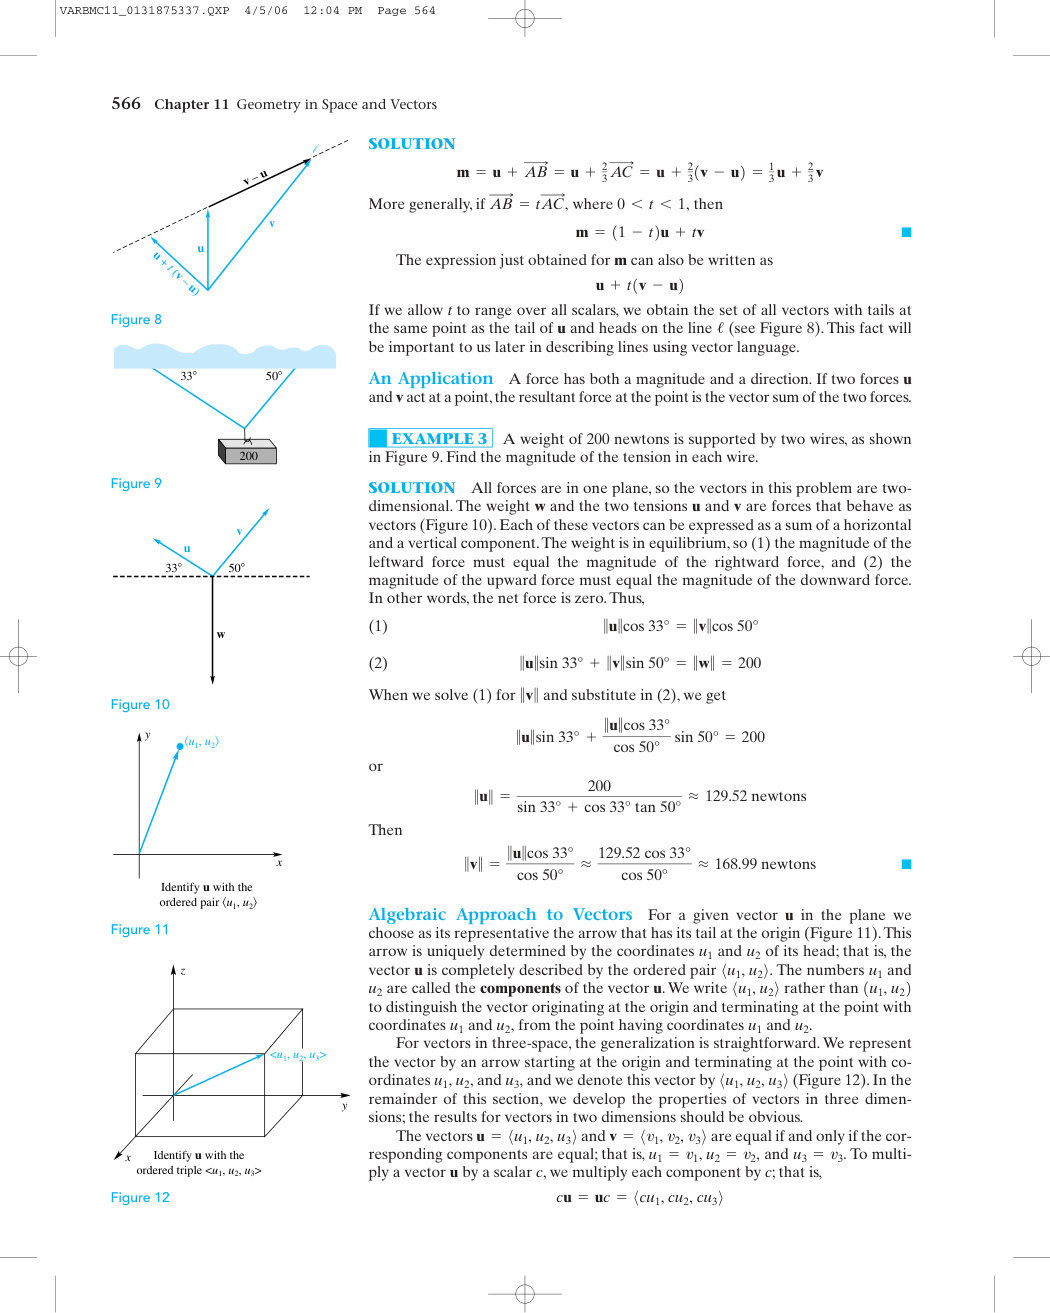 VARBMC11_0131875337.QXP 4/5/06 12:04 PM Page 564
566 Chapter 11 Geometry in Space and Vectors
ℓ
v – u
v
u
u + t (v – u)
Figure 8
33° 50°
200
Figure 9
v
u
33° 50°
w
Figure 10
y
⟨u₁, u₂⟩
x
Identify u with the
ordered pair ⟨u₁, u₂⟩
Figure 11
z
<u₁, u₂, u₃>
y
x
Identify u with the
ordered triple <u₁, u₂, u₃>
Figure 12
SOLUTION
m = u + AB⃗ = u + 2/3 AC⃗ = u + 2/3(v − u) = 1/3 u + 2/3 v
More generally, if AB⃗ = tAC⃗, where 0 < t < 1, then
m = (1 − t)u + tv
The expression just obtained for m can also be written as
u + t(v − u)
If we allow t to range over all scalars, we obtain the set of all vectors with tails at
the same point as the tail of u and heads on the line ℓ (see Figure 8). This fact will
be important to us later in describing lines using vector language.
An Application A force has both a magnitude and a direction. If two forces u
and v act at a point, the resultant force at the point is the vector sum of the two forces.
EXAMPLE 3 A weight of 200 newtons is supported by two wires, as shown
in Figure 9. Find the magnitude of the tension in each wire.
SOLUTION All forces are in one plane, so the vectors in this problem are two-
dimensional. The weight w and the two tensions u and v are forces that behave as
vectors (Figure 10). Each of these vectors can be expressed as a sum of a horizontal
and a vertical component. The weight is in equilibrium, so (1) the magnitude of the
leftward force must equal the magnitude of the rightward force, and (2) the
magnitude of the upward force must equal the magnitude of the downward force.
In other words, the net force is zero. Thus,
(1) ‖u‖cos 33° = ‖v‖cos 50°
(2) ‖u‖sin 33° + ‖v‖sin 50° = ‖w‖ = 200
When we solve (1) for ‖v‖ and substitute in (2), we get
‖u‖sin 33° + ‖u‖cos 33° / cos 50° sin 50° = 200
or
‖u‖ = 200 / sin 33° + cos 33° tan 50° ≈ 129.52 newtons
Then
‖v‖ = ‖u‖cos 33° / cos 50° ≈ 129.52 cos 33° / cos 50° ≈ 168.99 newtons
Algebraic Approach to Vectors For a given vector u in the plane we
choose as its representative the arrow that has its tail at the origin (Figure 11). This
arrow is uniquely determined by the coordinates u₁ and u₂ of its head; that is, the
vector u is completely described by the ordered pair ⟨u₁, u₂⟩. The numbers u₁ and
u₂ are called the components of the vector u. We write ⟨u₁, u₂⟩ rather than (u₁, u₂)
to distinguish the vector originating at the origin and terminating at the point with
coordinates u₁ and u₂, from the point having coordinates u₁ and u₂.
For vectors in three-space, the generalization is straightforward. We represent
the vector by an arrow starting at the origin and terminating at the point with co-
ordinates u₁, u₂, and u₃, and we denote this vector by ⟨u₁, u₂, u₃⟩ (Figure 12). In the
remainder of this section, we develop the properties of vectors in three dimen-
sions; the results for vectors in two dimensions should be obvious.
The vectors u = ⟨u₁, u₂, u₃⟩ and v = ⟨v₁, v₂, v₃⟩ are equal if and only if the cor-
responding components are equal; that is, u₁ = v₁, u₂ = v₂, and u₃ = v₃. To multi-
ply a vector u by a scalar c, we multiply each component by c; that is,
cu = uc = ⟨cu₁, cu₂, cu₃⟩